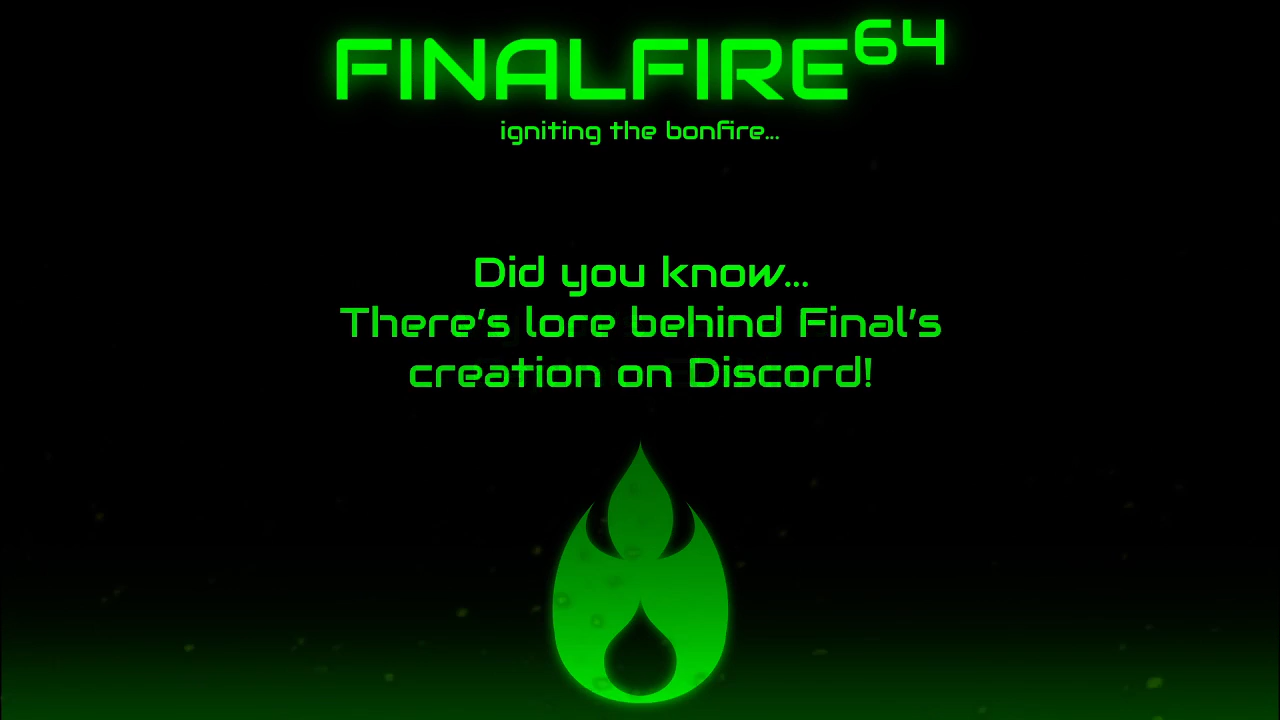 FINALFIRE64
igniting the bonfire...
Did you know...
There's lore behind Final's
creation on Discord!